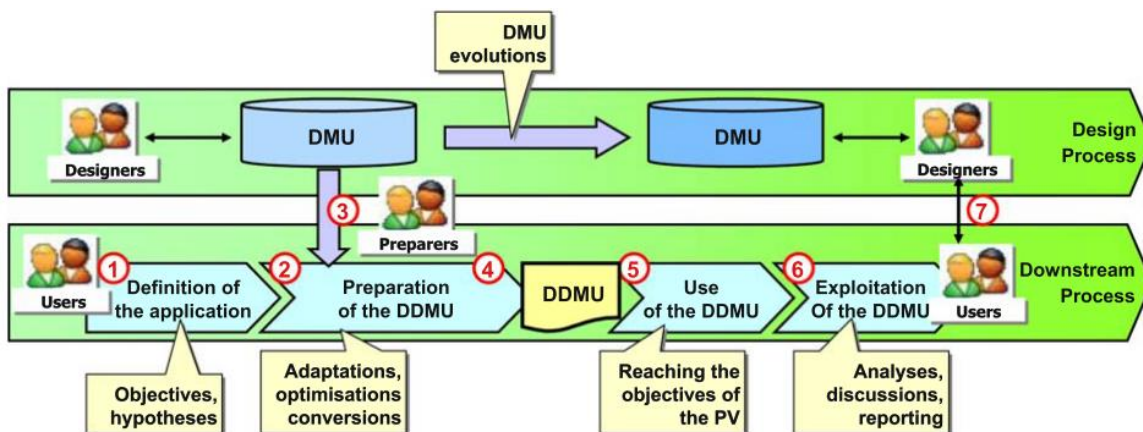 DMU
evolutions
Designers
DMU
DMU
Designers
Design
Process
3
Preparers
7
Users
1
Definition of
the application
2
Preparation
of the DDMU
4
DDMU
5
Use
of the DDMU
6
Exploitation
Of the DDMU
Users
Downstream
Process
Objectives,
hypotheses
Adaptations,
optimisations
conversions
Reaching the
objectives of
the PV
Analyses,
discussions,
reporting